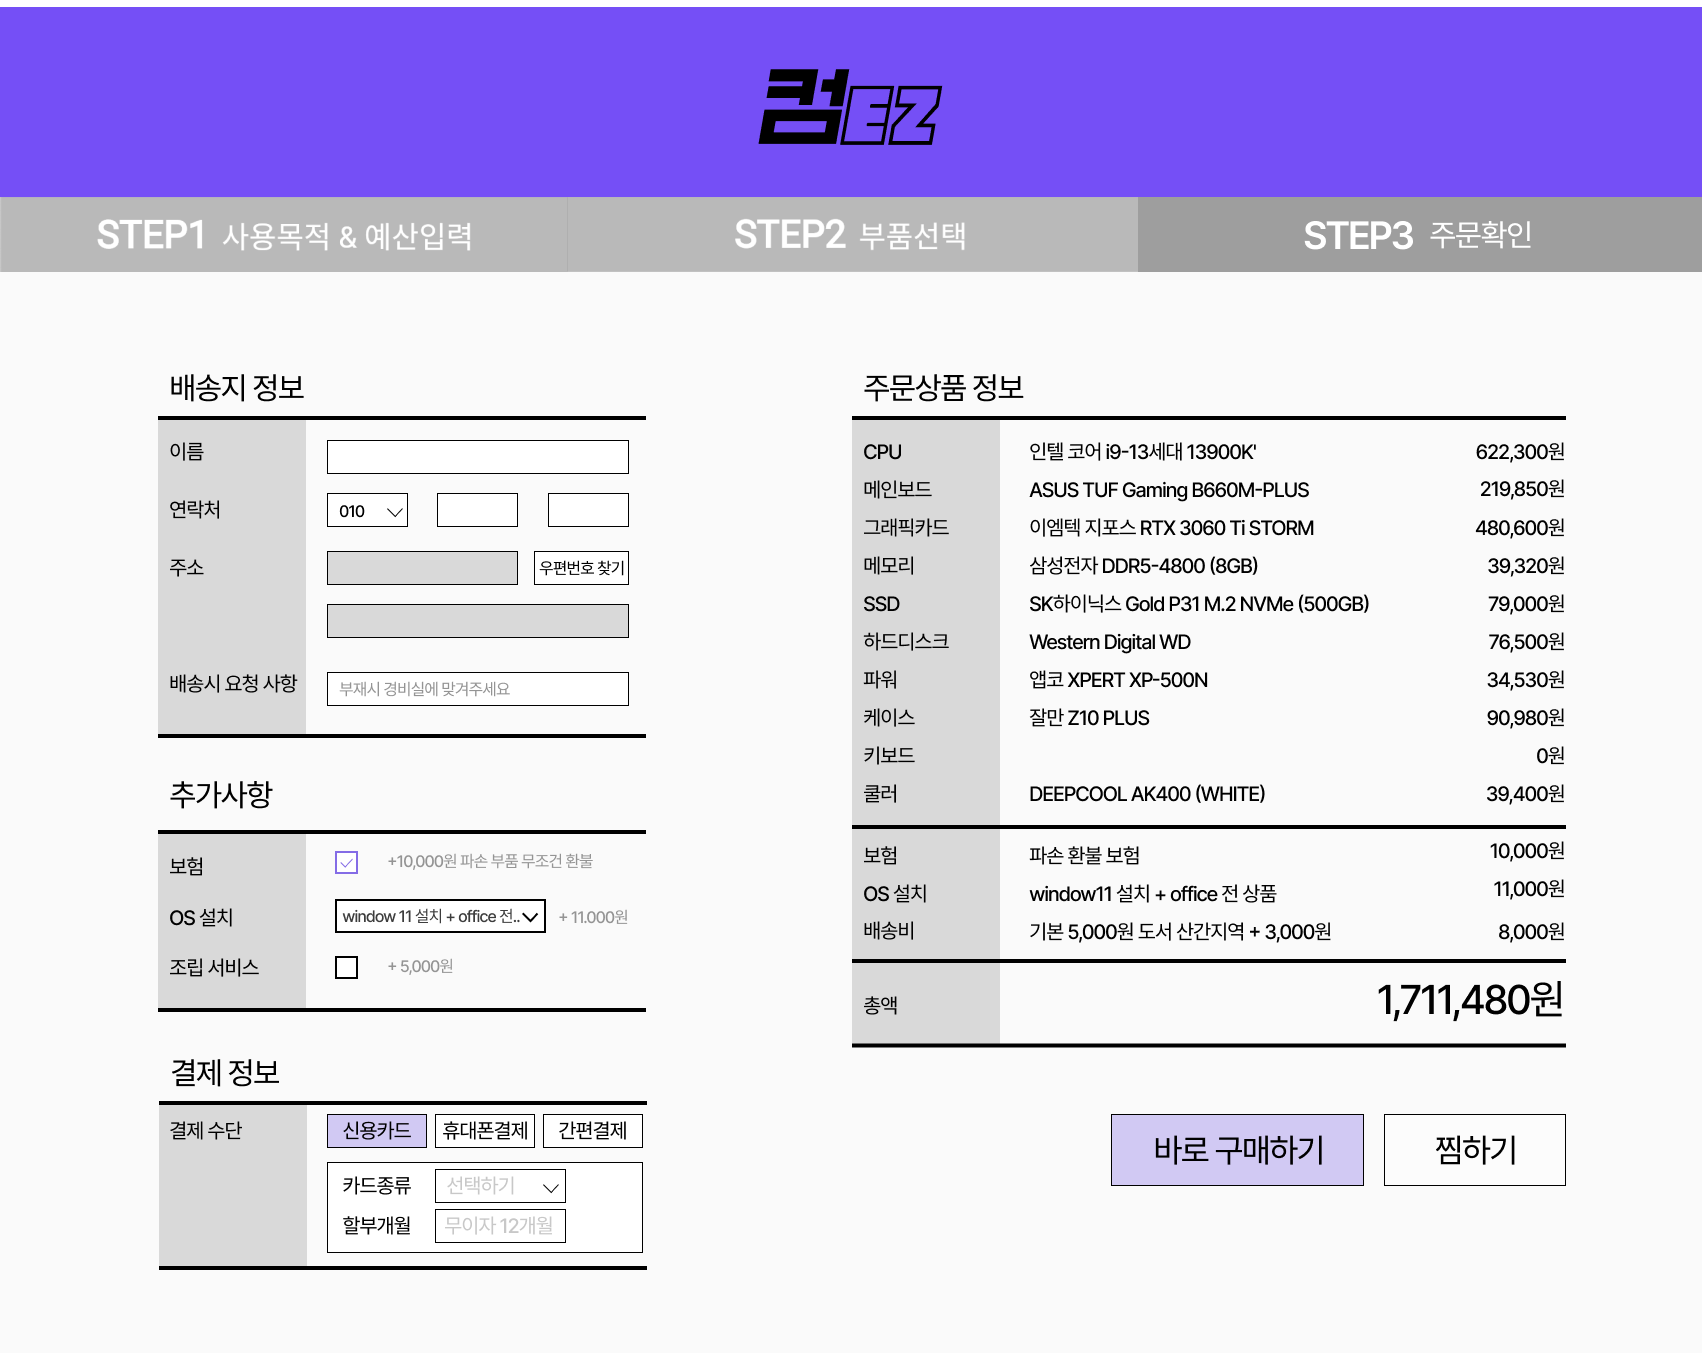 컴EZ
STEP1 사용목적 & 예산입력
STEP2 부품선택
STEP3 주문확인
배송지 정보
이름
연락처
010
주소
우편번호 찾기
배송시 요청 사항
부재시 경비실에 맞겨주세요
추가사항
보험
+10,000원 파손 부품 무조건 환불
OS 설치
window 11 설치 + office 전..
+ 11.000원
조립 서비스
+ 5,000원
결제 정보
결제 수단
신용카드
휴대폰결제
간편결제
카드종류
선택하기
할부개월
무이자 12개월
주문상품 정보
CPU 인텔 코어 i9-13세대 13900K' 622,300원
메인보드 ASUS TUF Gaming B660M-PLUS 219,850원
그래픽카드 이엠텍 지포스 RTX 3060 Ti STORM 480,600원
메모리 삼성전자 DDR5-4800 (8GB) 39,320원
SSD SK하이닉스 Gold P31 M.2 NVMe (500GB) 79,000원
하드디스크 Western Digital WD 76,500원
파워 앱코 XPERT XP-500N 34,530원
케이스 잘만 Z10 PLUS 90,980원
키보드 0원
쿨러 DEEPCOOL AK400 (WHITE) 39,400원
보험 파손 환불 보험 10,000원
OS 설치 window11 설치 + office 전 상품 11,000원
배송비 기본 5,000원 도서 산간지역 + 3,000원 8,000원
총액 1,711,480원
바로 구매하기
찜하기